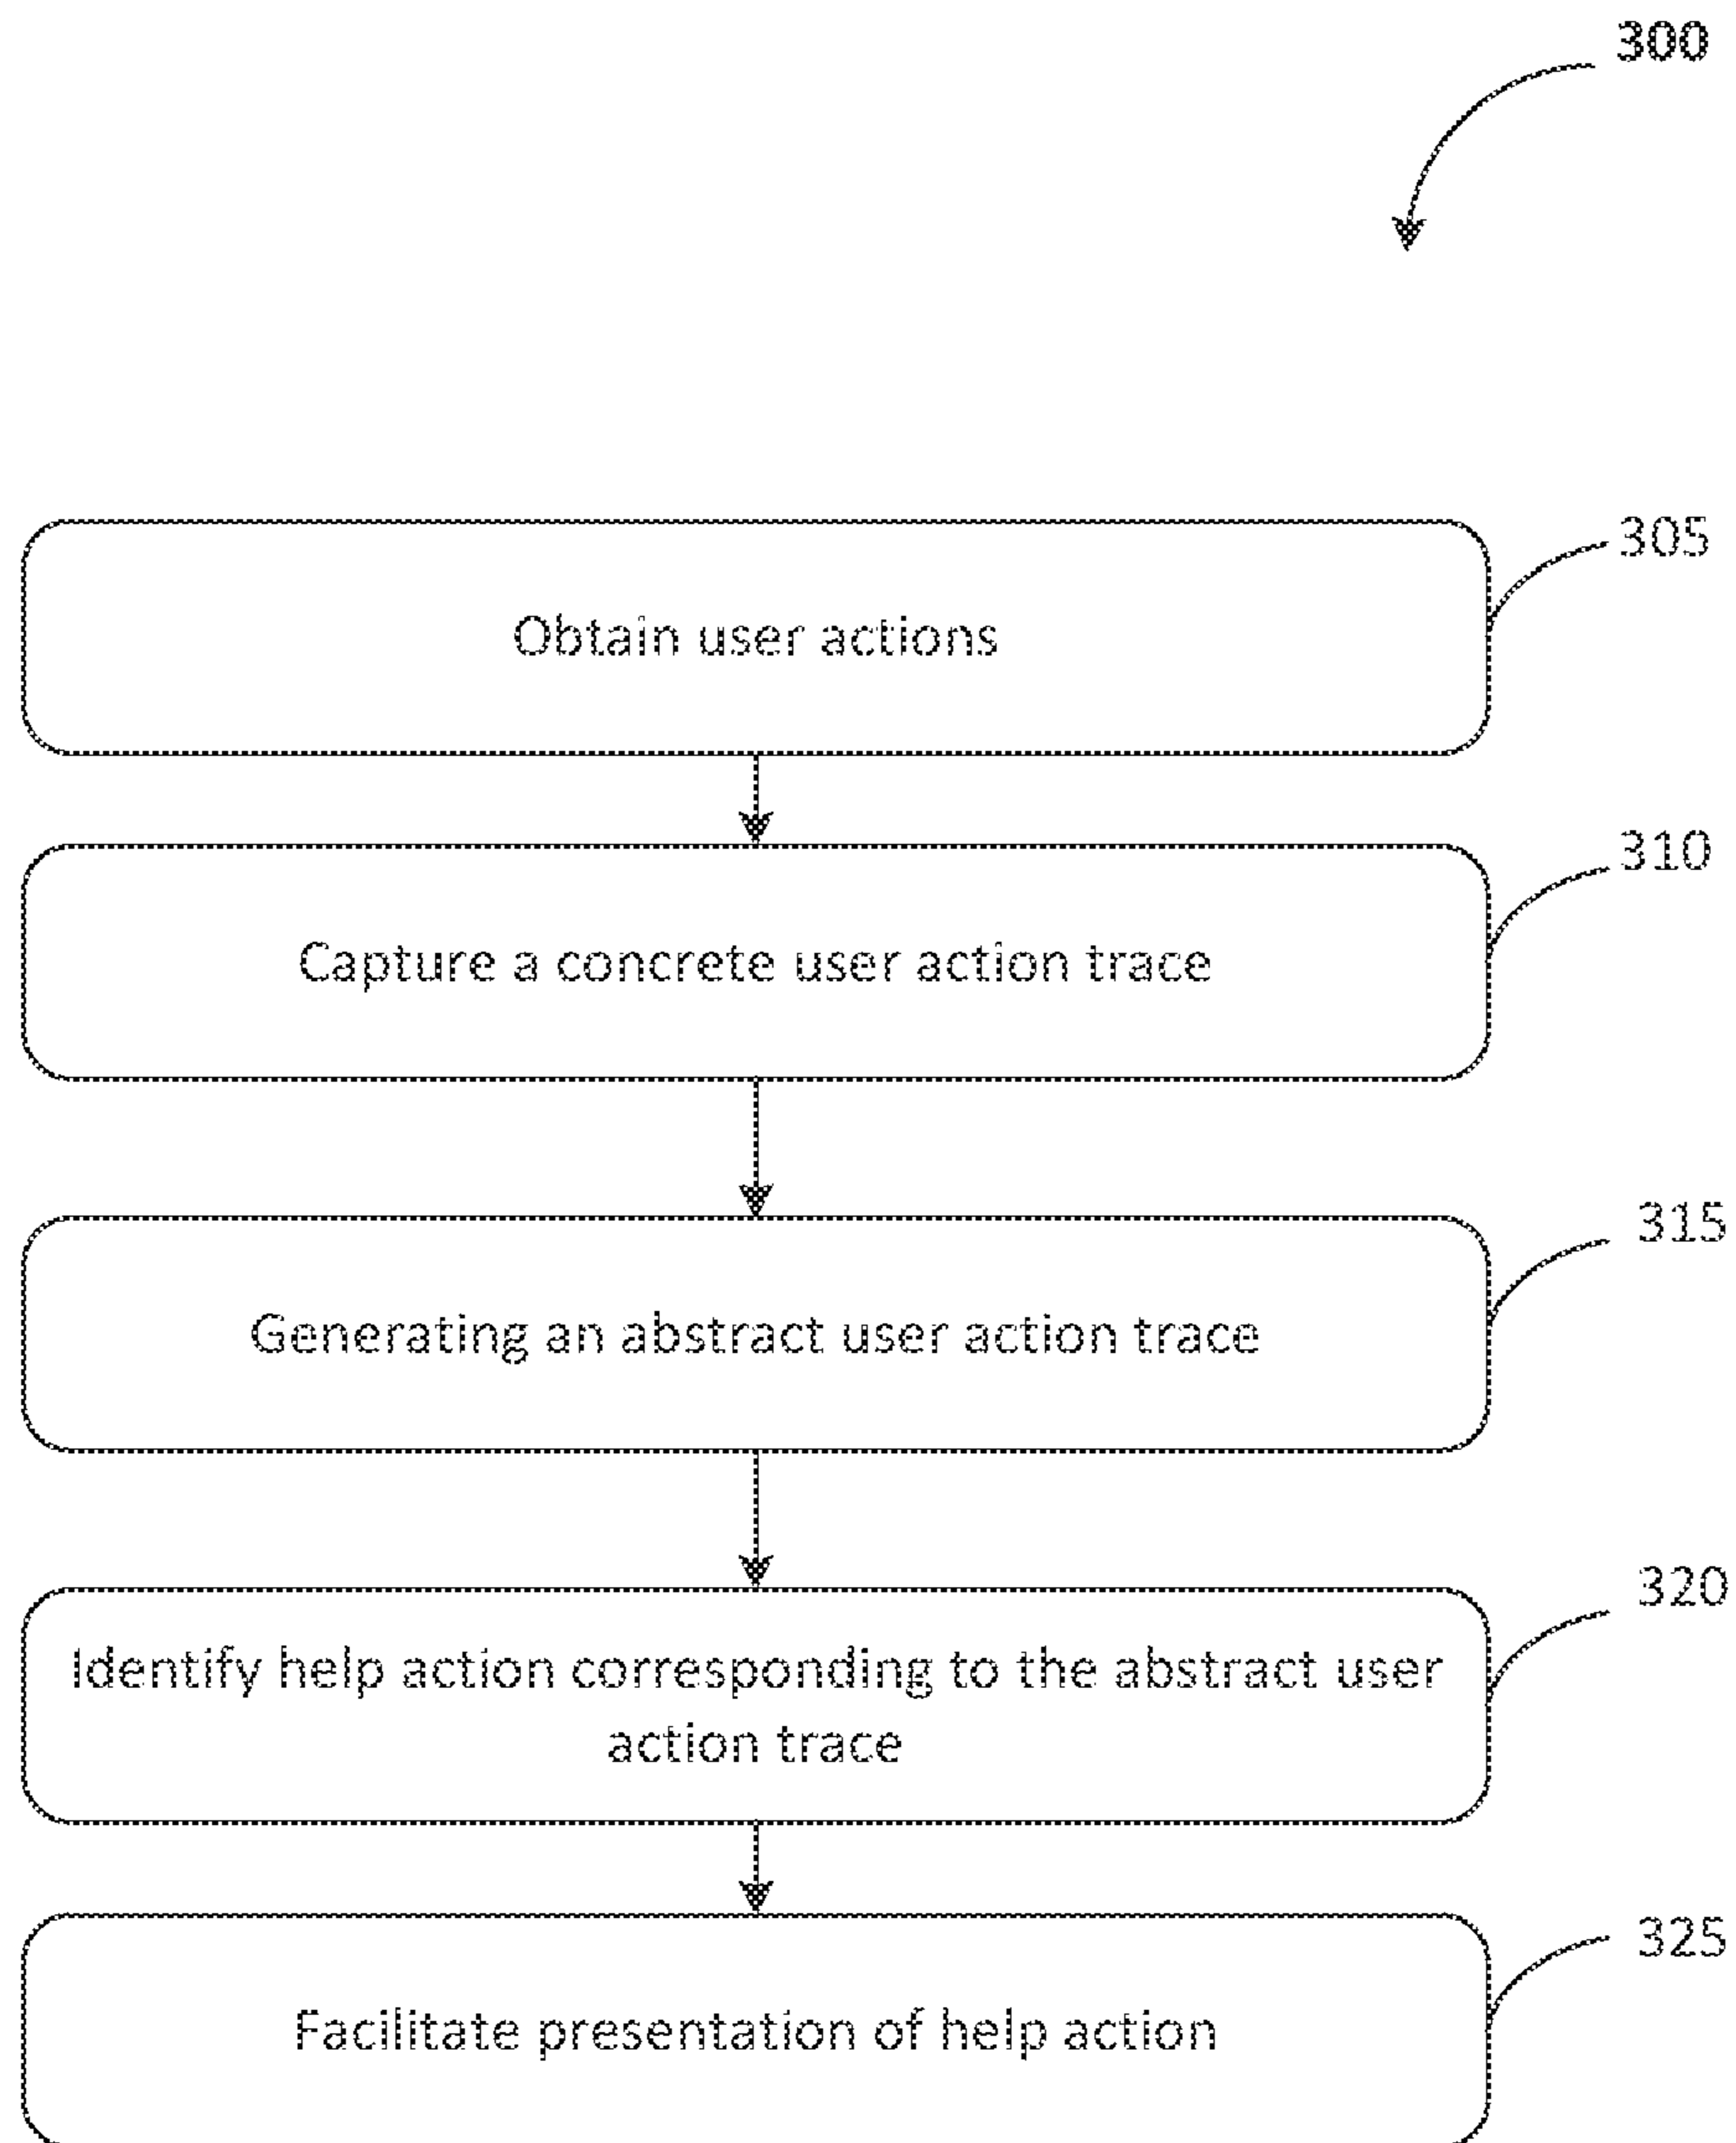 300
305
Obtain user actions
310
Capture a concrete user action trace
315
Generating an abstract user action trace
320
Identify help action corresponding to the abstract user
action trace
325
Facilitate presentation of help action